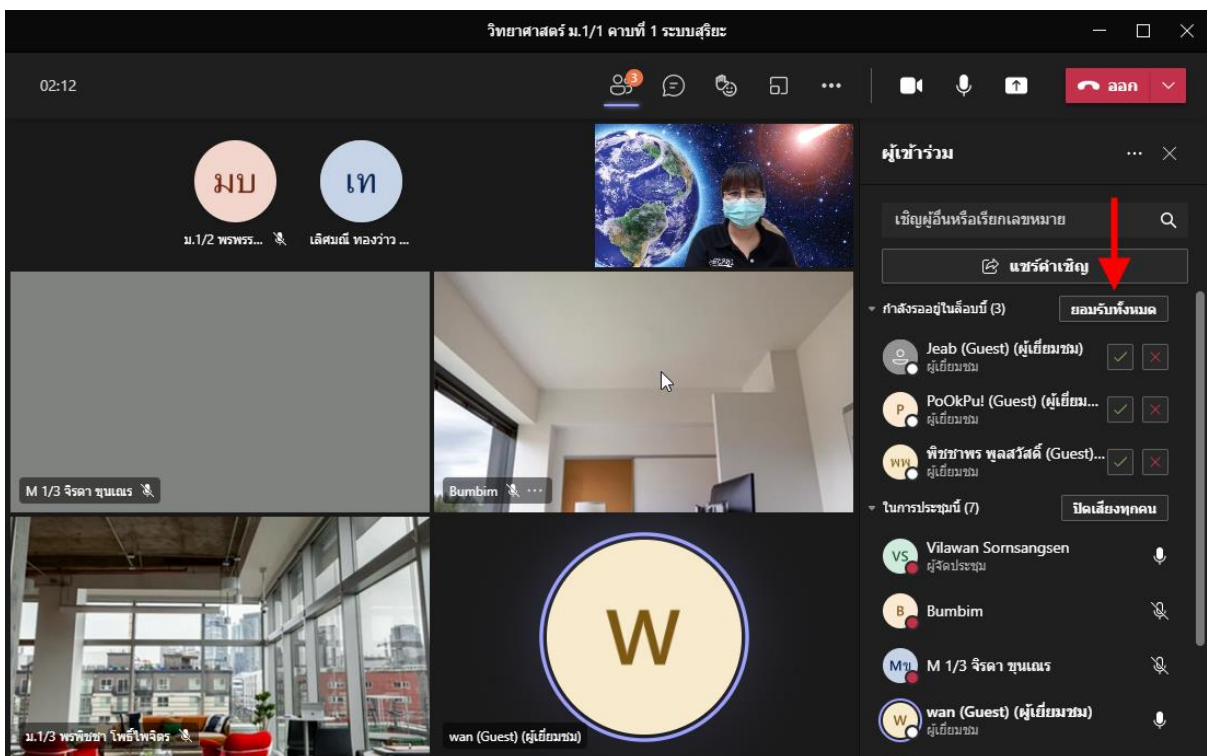 วิทยาศาสตร์ ม.1/1 คาบที่ 1 ระบบสุริยะ
02:12
3
ออก
มบ
เท
ม.1/2 พรพรร...
เลิศมณี ทองว่าว ...
M 1/3 จิรดา ขุนเณร
Bumbim
ม.1/3 พรพิชชา โพธิ์ไพจิตร
W
wan (Guest) (ผู้เยี่ยมชม)
ผู้เข้าร่วม
เชิญผู้อื่นหรือเรียกเลขหมาย
แชร์คำเชิญ
กำลังรออยู่ในล็อบบี้ (3)
ยอมรับทั้งหมด
Jeab (Guest) (ผู้เยี่ยมชม)
ผู้เยี่ยมชม
P
PoOkPu! (Guest) (ผู้เยี่ยม...
ผู้เยี่ยมชม
พพ
พิชชาพร พูลสวัสดิ์ (Guest)...
ผู้เยี่ยมชม
ในการประชุมนี้ (7)
ปิดเสียงทุกคน
VS
Vilawan Sornsangsen
ผู้จัดประชุม
B
Bumbim
Mข
M 1/3 จิรดา ขุนเณร
W
wan (Guest) (ผู้เยี่ยมชม)
ผู้เยี่ยมชม